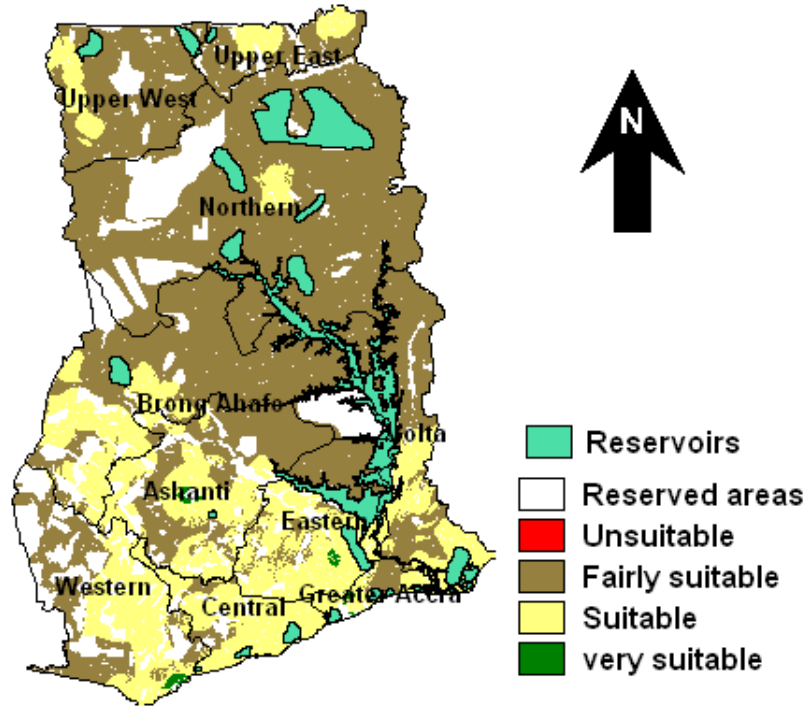 Upper East
Upper West
N
Northern
Brong Ahafo
olta
Ashanti
Eastern
Western
Central
Greater Accra
Reservoirs
Reserved areas
Unsuitable
Fairly suitable
Suitable
very suitable